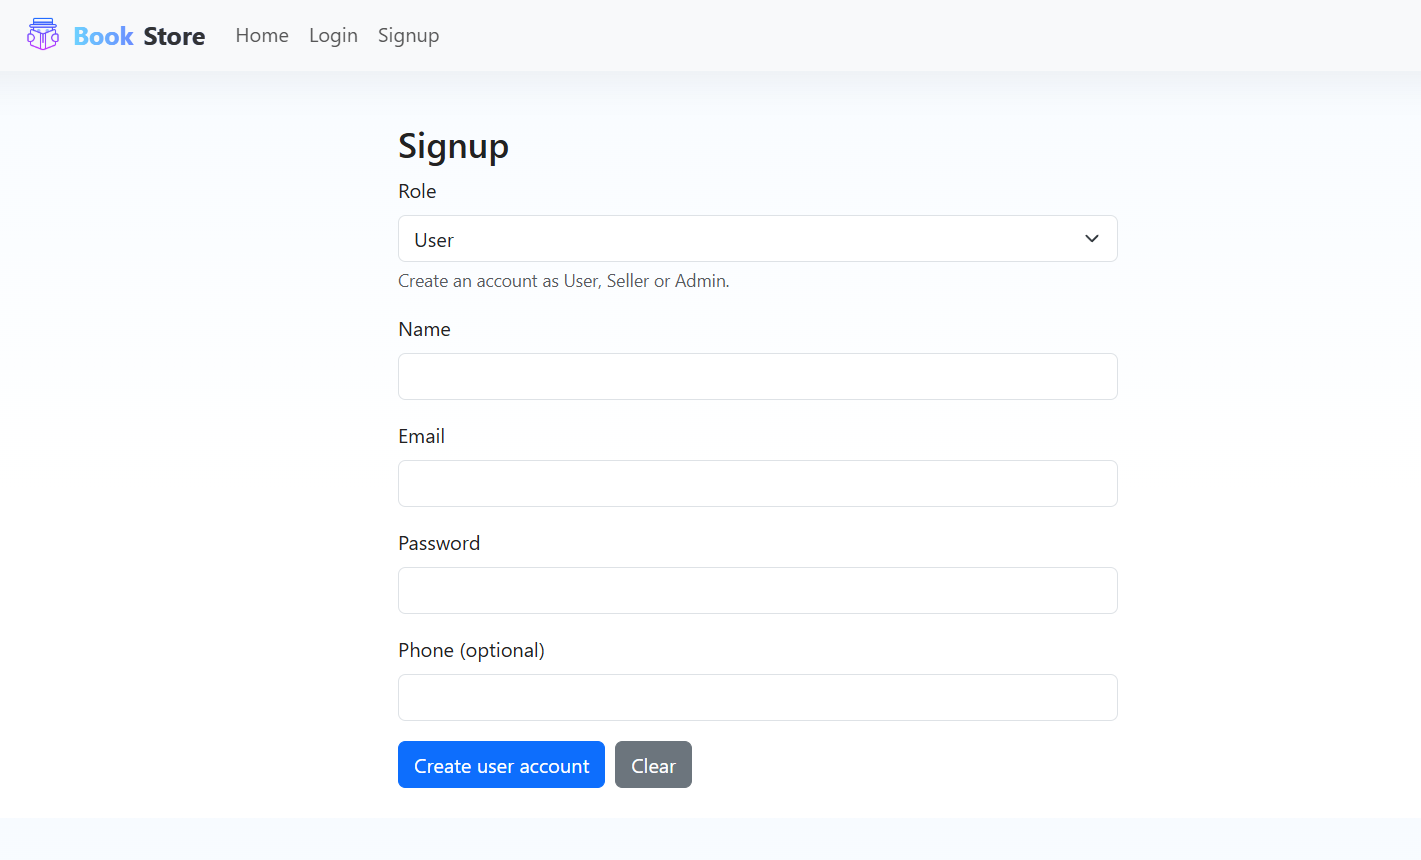 Book Store Home Login Signup
Signup
Role
User
Create an account as User, Seller or Admin.
Name
Email
Password
Phone (optional)
Create user account Clear